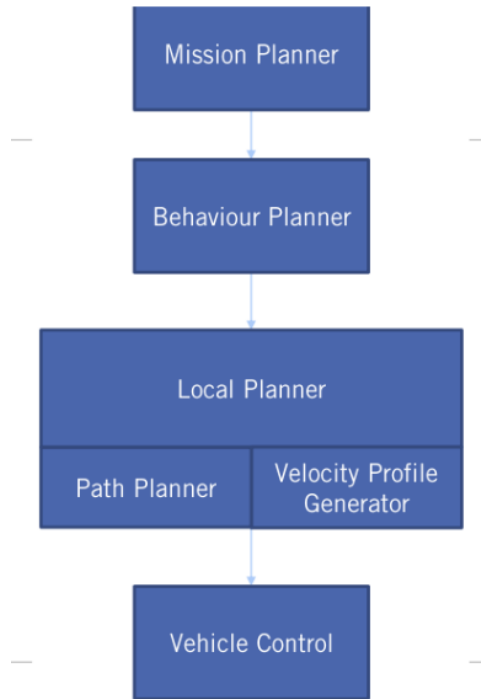 Mission Planner
Behaviour Planner
Local Planner
Path Planner
Velocity Profile
Generator
Vehicle Control